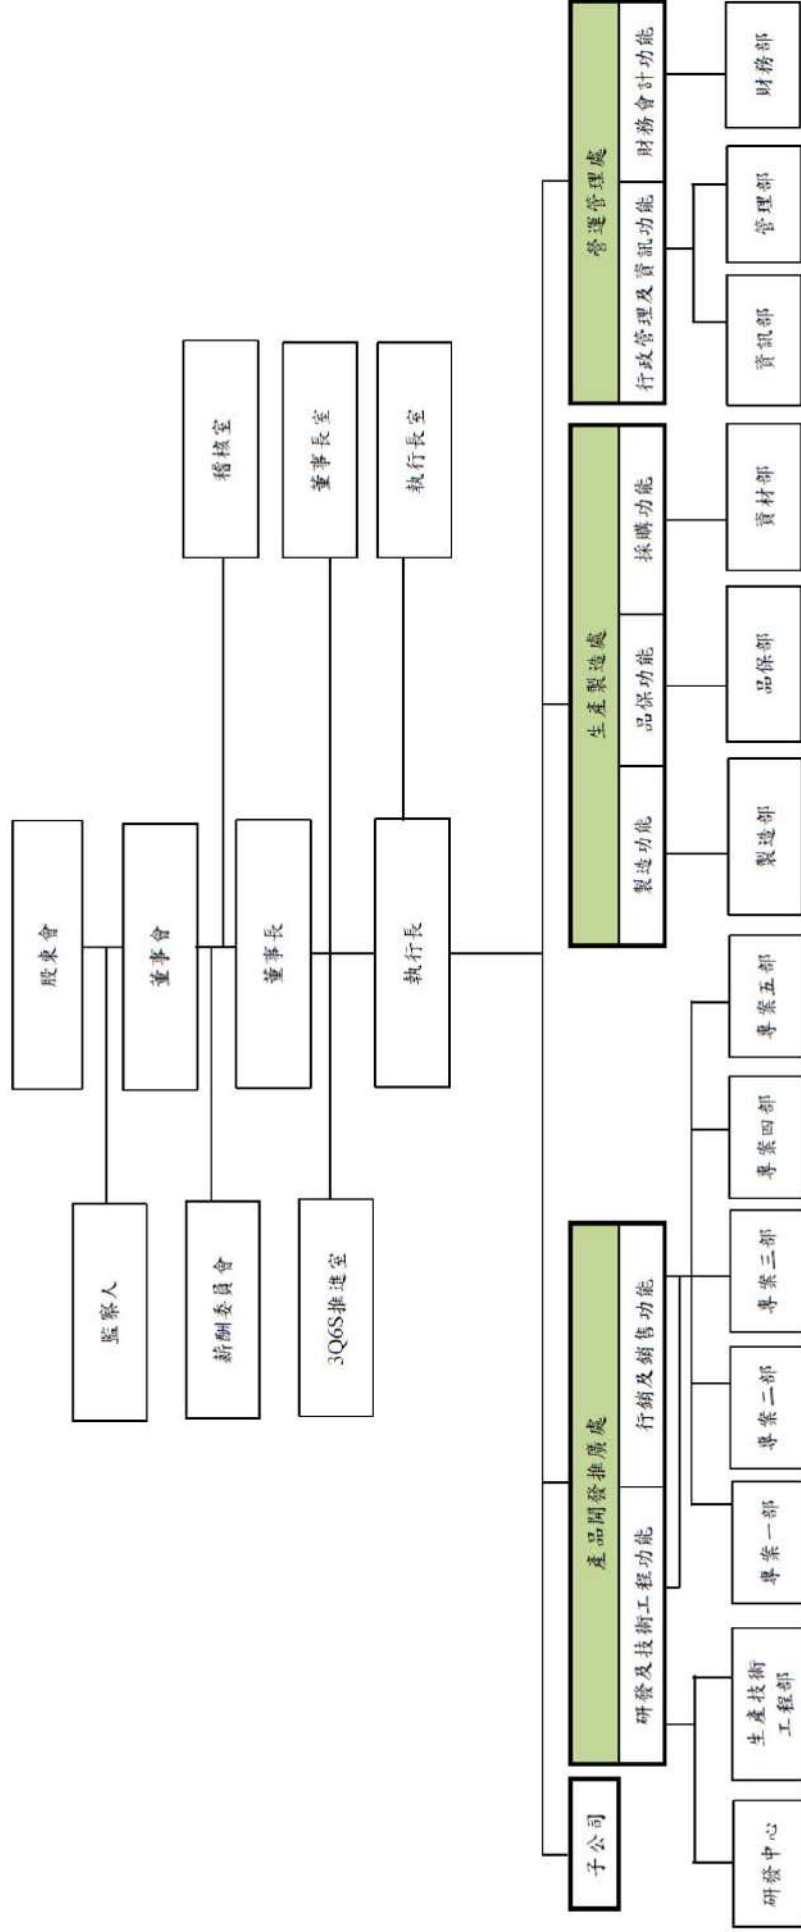 股東會
監察人
董事會
稽核室
薪酬委員會
董事長
董事長室
3Q6S推進室
執行長
執行長室
子公司
產品開發推廣處
生產製造處
營運管理處
研發及技術工程功能
行銷及銷售功能
製造功能
品保功能
採購功能
行政管理及資訊功能
財務會計功能
研發中心
生產技術
工程部
專案一部
專案二部
專案三部
專案四部
專案五部
製造部
品保部
資材部
資訊部
管理部
財務部